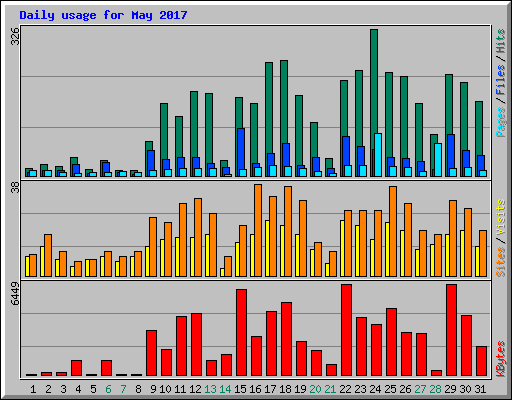 Daily usage for May 2017
326
Pages / Files / Hits
38
Sites / Visits
6449
KBytes
1 2 3 4 5 6 7 8 9 10 11 12 13 14 15 16 17 18 19 20 21 22 23 24 25 26 27 28 29 30 31